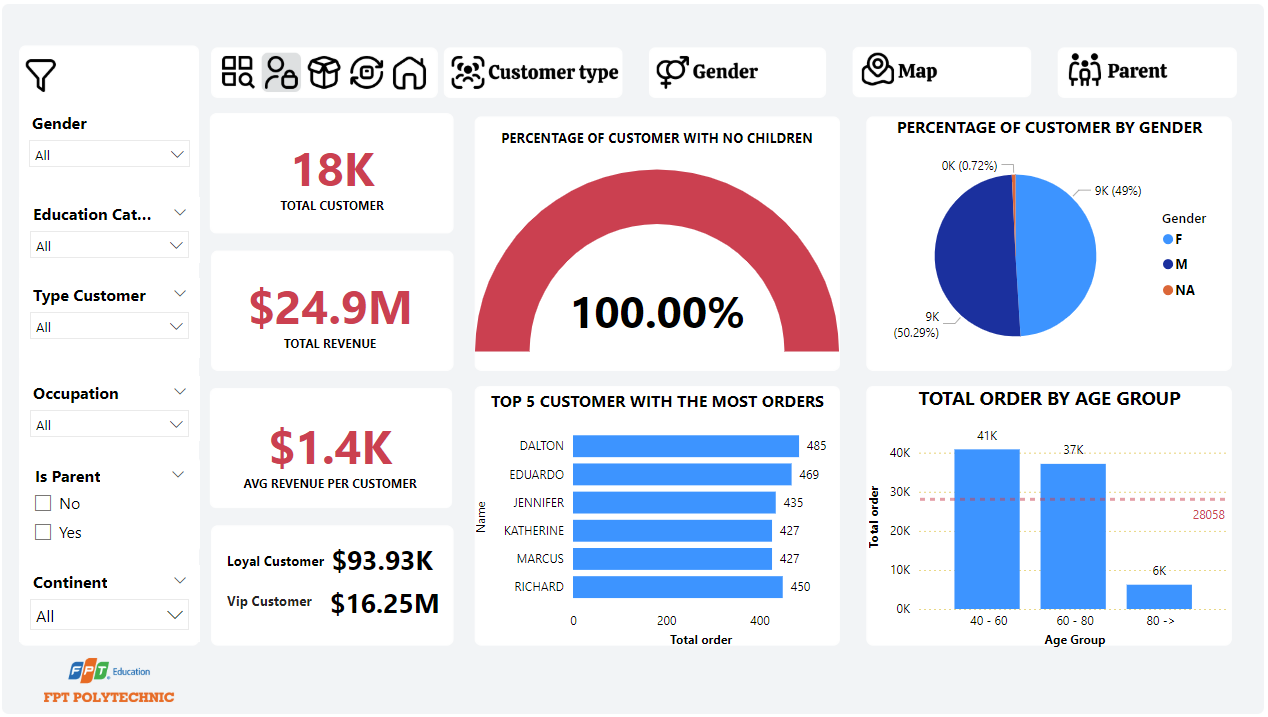 Customer type
Gender
Map
Parent
Gender
All
Education Cat...
All
Type Customer
All
Occupation
All
Is Parent
No
Yes
Continent
All
FPT Education
FPT POLYTECHNIC
18K
TOTAL CUSTOMER
$24.9M
TOTAL REVENUE
$1.4K
AVG REVENUE PER CUSTOMER
Loyal Customer $93.93K
Vip Customer $16.25M
PERCENTAGE OF CUSTOMER WITH NO CHILDREN
100.00%
PERCENTAGE OF CUSTOMER BY GENDER
0K (0.72%)
9K (49%)
9K
(50.29%)
Gender
F
M
NA
TOP 5 CUSTOMER WITH THE MOST ORDERS
Name
DALTON 485
EDUARDO 469
JENNIFER 435
KATHERINE 427
MARCUS 427
RICHARD 450
0 200 400
Total order
TOTAL ORDER BY AGE GROUP
Total order
41K
37K
6K
40K
30K
28058
20K
10K
0K
40 - 60 60 - 80 80 ->
Age Group